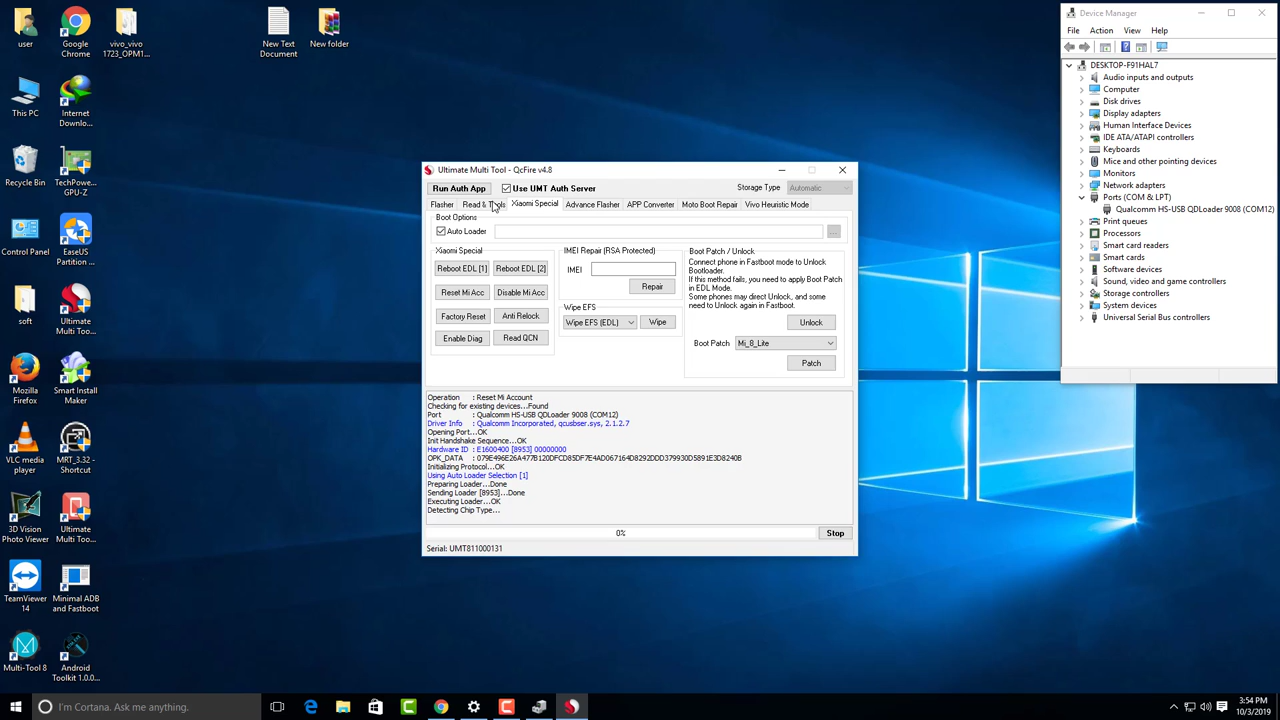 user
Google Chrome
vivo_vivo 1723_OPM1...
New Text Document
New folder
This PC
Internet Downlo...
Recycle Bin
TechPowe... GPU-Z
Control Panel
EaseUS Partition ...
soft
Ultimate Multi Too...
Mozilla Firefox
Smart Install Maker
VLC media player
MRT_3.32 - Shortcut
3D Vision Photo Viewer
Ultimate Multi Too...
TeamViewer 14
Minimal ADB and Fastboot
Multi-Tool 8
Android Toolkit 1.0.0...
Ultimate Multi Tool - QcFire v4.8
Run Auth App
Use UMT Auth Server
Storage Type
Automatic
Flasher
Read & Tools
Xiaomi Special
Advance Flasher
APP Converter
Moto Boot Repair
Vivo Heuristic Mode
Boot Options
Auto Loader
...
Xiaomi Special
Reboot EDL [1]
Reboot EDL [2]
Reset Mi Acc
Disable Mi Acc
Factory Reset
Anti Relock
Enable Diag
Read QCN
IMEI Repair (RSA Protected)
IMEI
Repair
Wipe EFS
Wipe EFS (EDL)
Wipe
Boot Patch / Unlock
Connect phone in Fastboot mode to Unlock
Bootloader.
If this method fails, you need to apply Boot Patch
in EDL Mode.
Some phones may direct Unlock, and some
need to Unlock again in Fastboot.
Unlock
Boot Patch
Mi_8_Lite
Patch
Operation : Reset Mi Account
Checking for existing devices...Found
Port : Qualcomm HS-USB QDLoader 9008 (COM12)
Driver Info : Qualcomm Incorporated, qcusbser.sys, 2.1.2.7
Opening Port...OK
Init Handshake Sequence...OK
Hardware ID : E1600400 [8953] 00000000
OPK_DATA : 079E496E26A477B120DFCD85DF7E4AD067164D8292DDD379930D5891E3D8240B
Initializing Protocol...OK
Using Auto Loader Selection [1]
Preparing Loader...Done
Sending Loader [8953]...Done
Executing Loader...OK
Detecting Chip Type...
0%
Stop
Serial: UMT811000131
Device Manager
File Action View Help
DESKTOP-F91HAL7
Audio inputs and outputs
Computer
Disk drives
Display adapters
Human Interface Devices
IDE ATA/ATAPI controllers
Keyboards
Mice and other pointing devices
Monitors
Network adapters
Ports (COM & LPT)
Qualcomm HS-USB QDLoader 9008 (COM12)
Print queues
Processors
Smart card readers
Smart cards
Software devices
Sound, video and game controllers
Storage controllers
System devices
Universal Serial Bus controllers
I'm Cortana. Ask me anything.
3:54 PM
10/3/2019